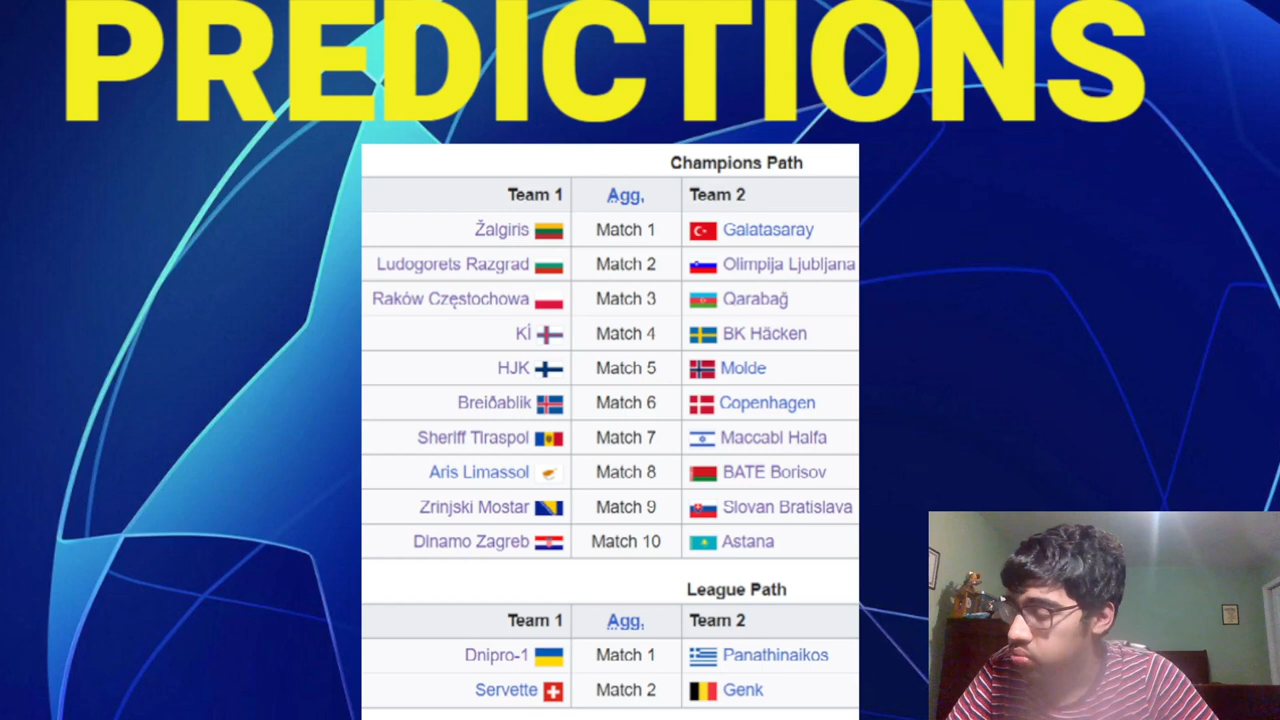 PREDICTIONS
Champions Path
Team 1 Agg. Team 2
Žalgiris Match 1 Galatasaray
Ludogorets Razgrad Match 2 Olimpija Ljubljana
Raków Częstochowa Match 3 Qarabağ
KÍ Match 4 BK Häcken
HJK Match 5 Molde
Breiðablik Match 6 Copenhagen
Sheriff Tiraspol Match 7 Maccabi Haifa
Aris Limassol Match 8 BATE Borisov
Zrinjski Mostar Match 9 Slovan Bratislava
Dinamo Zagreb Match 10 Astana
League Path
Team 1 Agg. Team 2
Dnipro-1 Match 1 Panathinaikos
Servette Match 2 Genk